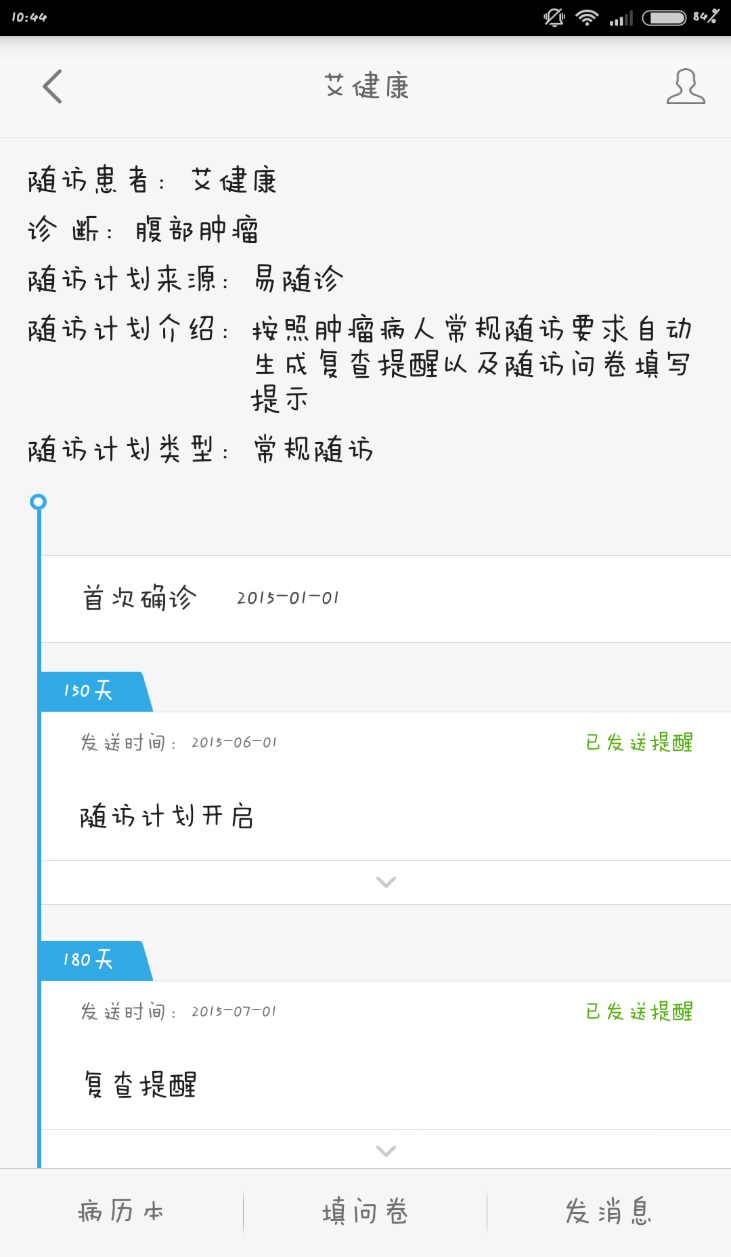 10:44 84%
艾健康
随访患者: 艾健康
诊 断: 腹部肿瘤
随访计划来源: 易随诊
随访计划介绍: 按照肿瘤病人常规随访要求自动
生成复查提醒以及随访问卷填写
提示
随访计划类型: 常规随访
首次确诊 2015-01-01
150天
发送时间: 2015-06-01 已发送提醒
随访计划开启
180天
发送时间: 2015-07-01 已发送提醒
复查提醒
病历本 填问卷 发消息